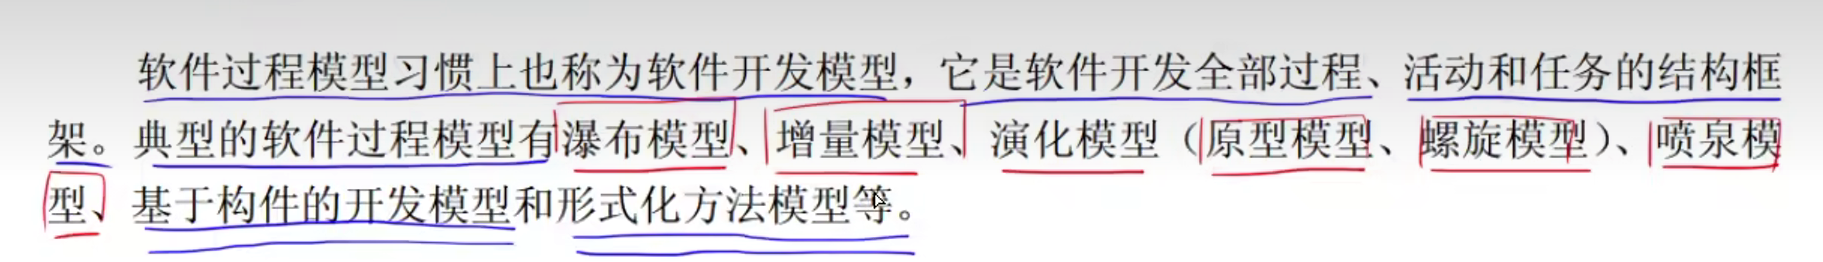 软件过程模型习惯上也称为软件开发模型，它是软件开发全部过程、活动和任务的结构框
架。典型的软件过程模型有瀑布模型、增量模型、演化模型（原型模型、螺旋模型）、喷泉模
型、基于构件的开发模型和形式化方法模型等。